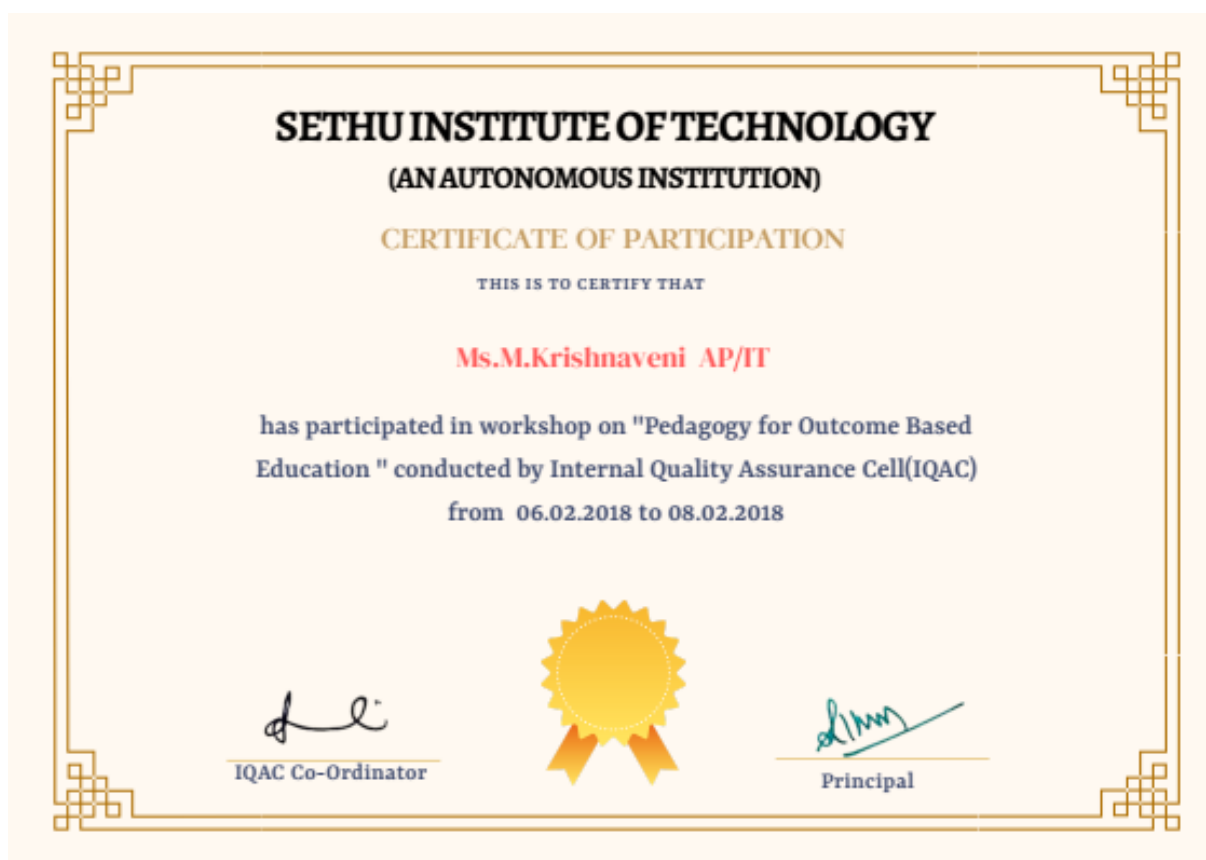 SETHU INSTITUTE OF TECHNOLOGY
(AN AUTONOMOUS INSTITUTION)
CERTIFICATE OF PARTICIPATION
THIS IS TO CERTIFY THAT
Ms.M.Krishnaveni AP/IT
has participated in workshop on "Pedagogy for Outcome Based
Education " conducted by Internal Quality Assurance Cell(IQAC)
from 06.02.2018 to 08.02.2018
IQAC Co-Ordinator
Principal